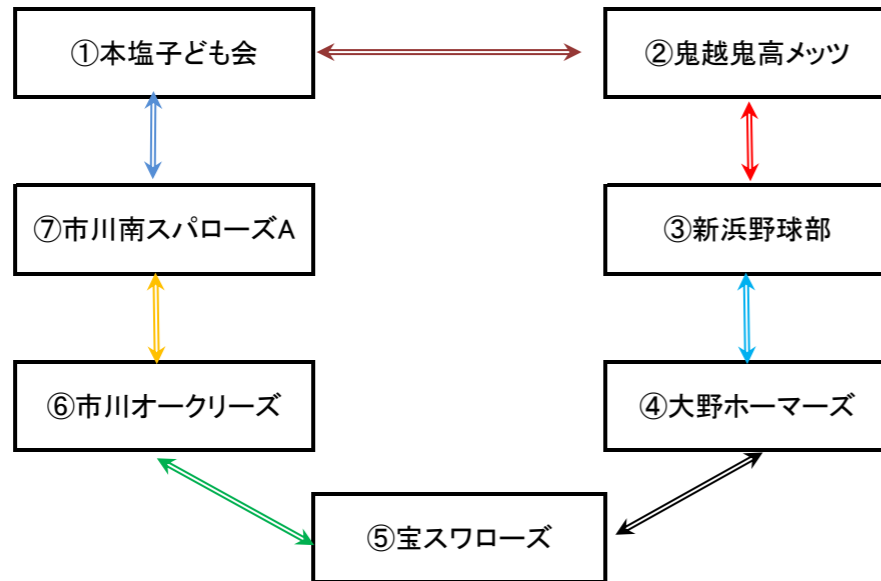 ①本塩子ども会
②鬼越鬼高メッツ
⑦市川南スパローズA
③新浜野球部
⑥市川オークリーズ
④大野ホーマーズ
⑤宝スワローズ